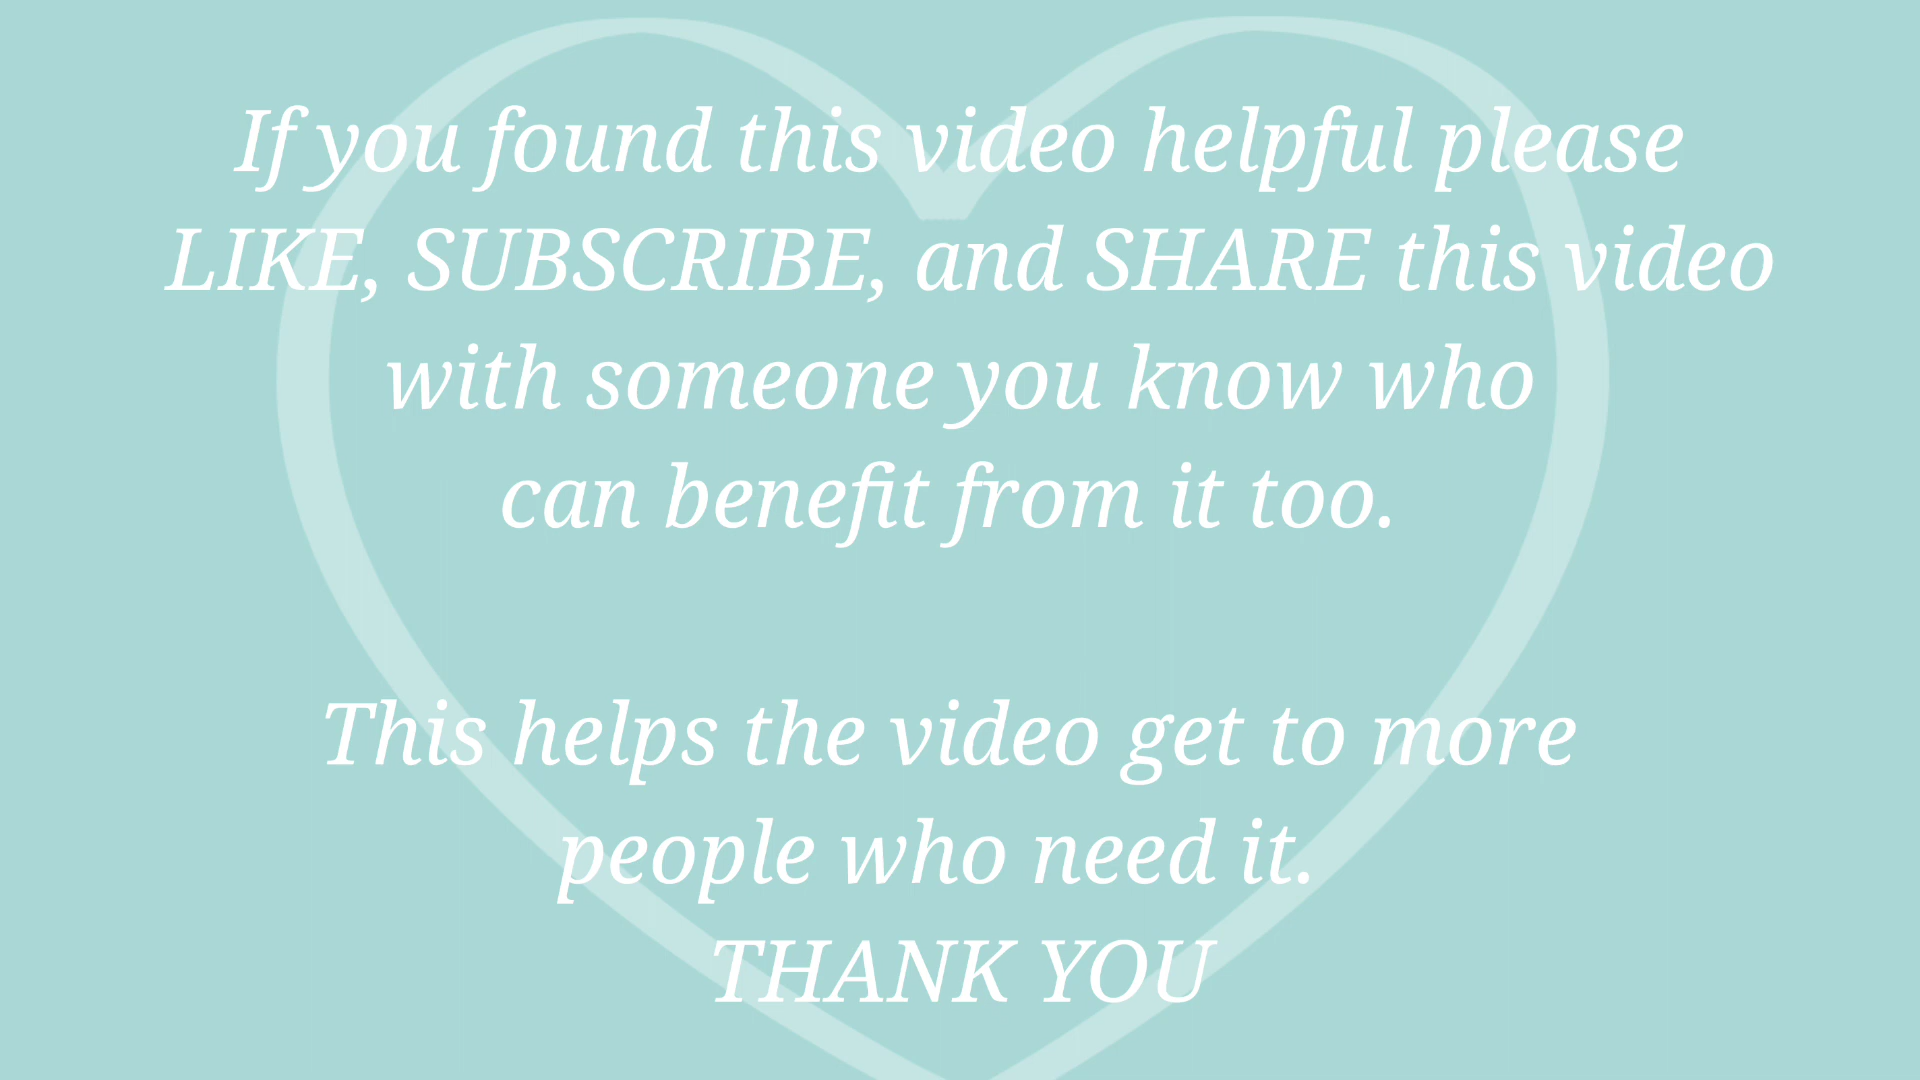 If you found this video helpful please
LIKE, SUBSCRIBE, and SHARE this video
with someone you know who
can benefit from it too.
This helps the video get to more
people who need it.
THANK YOU